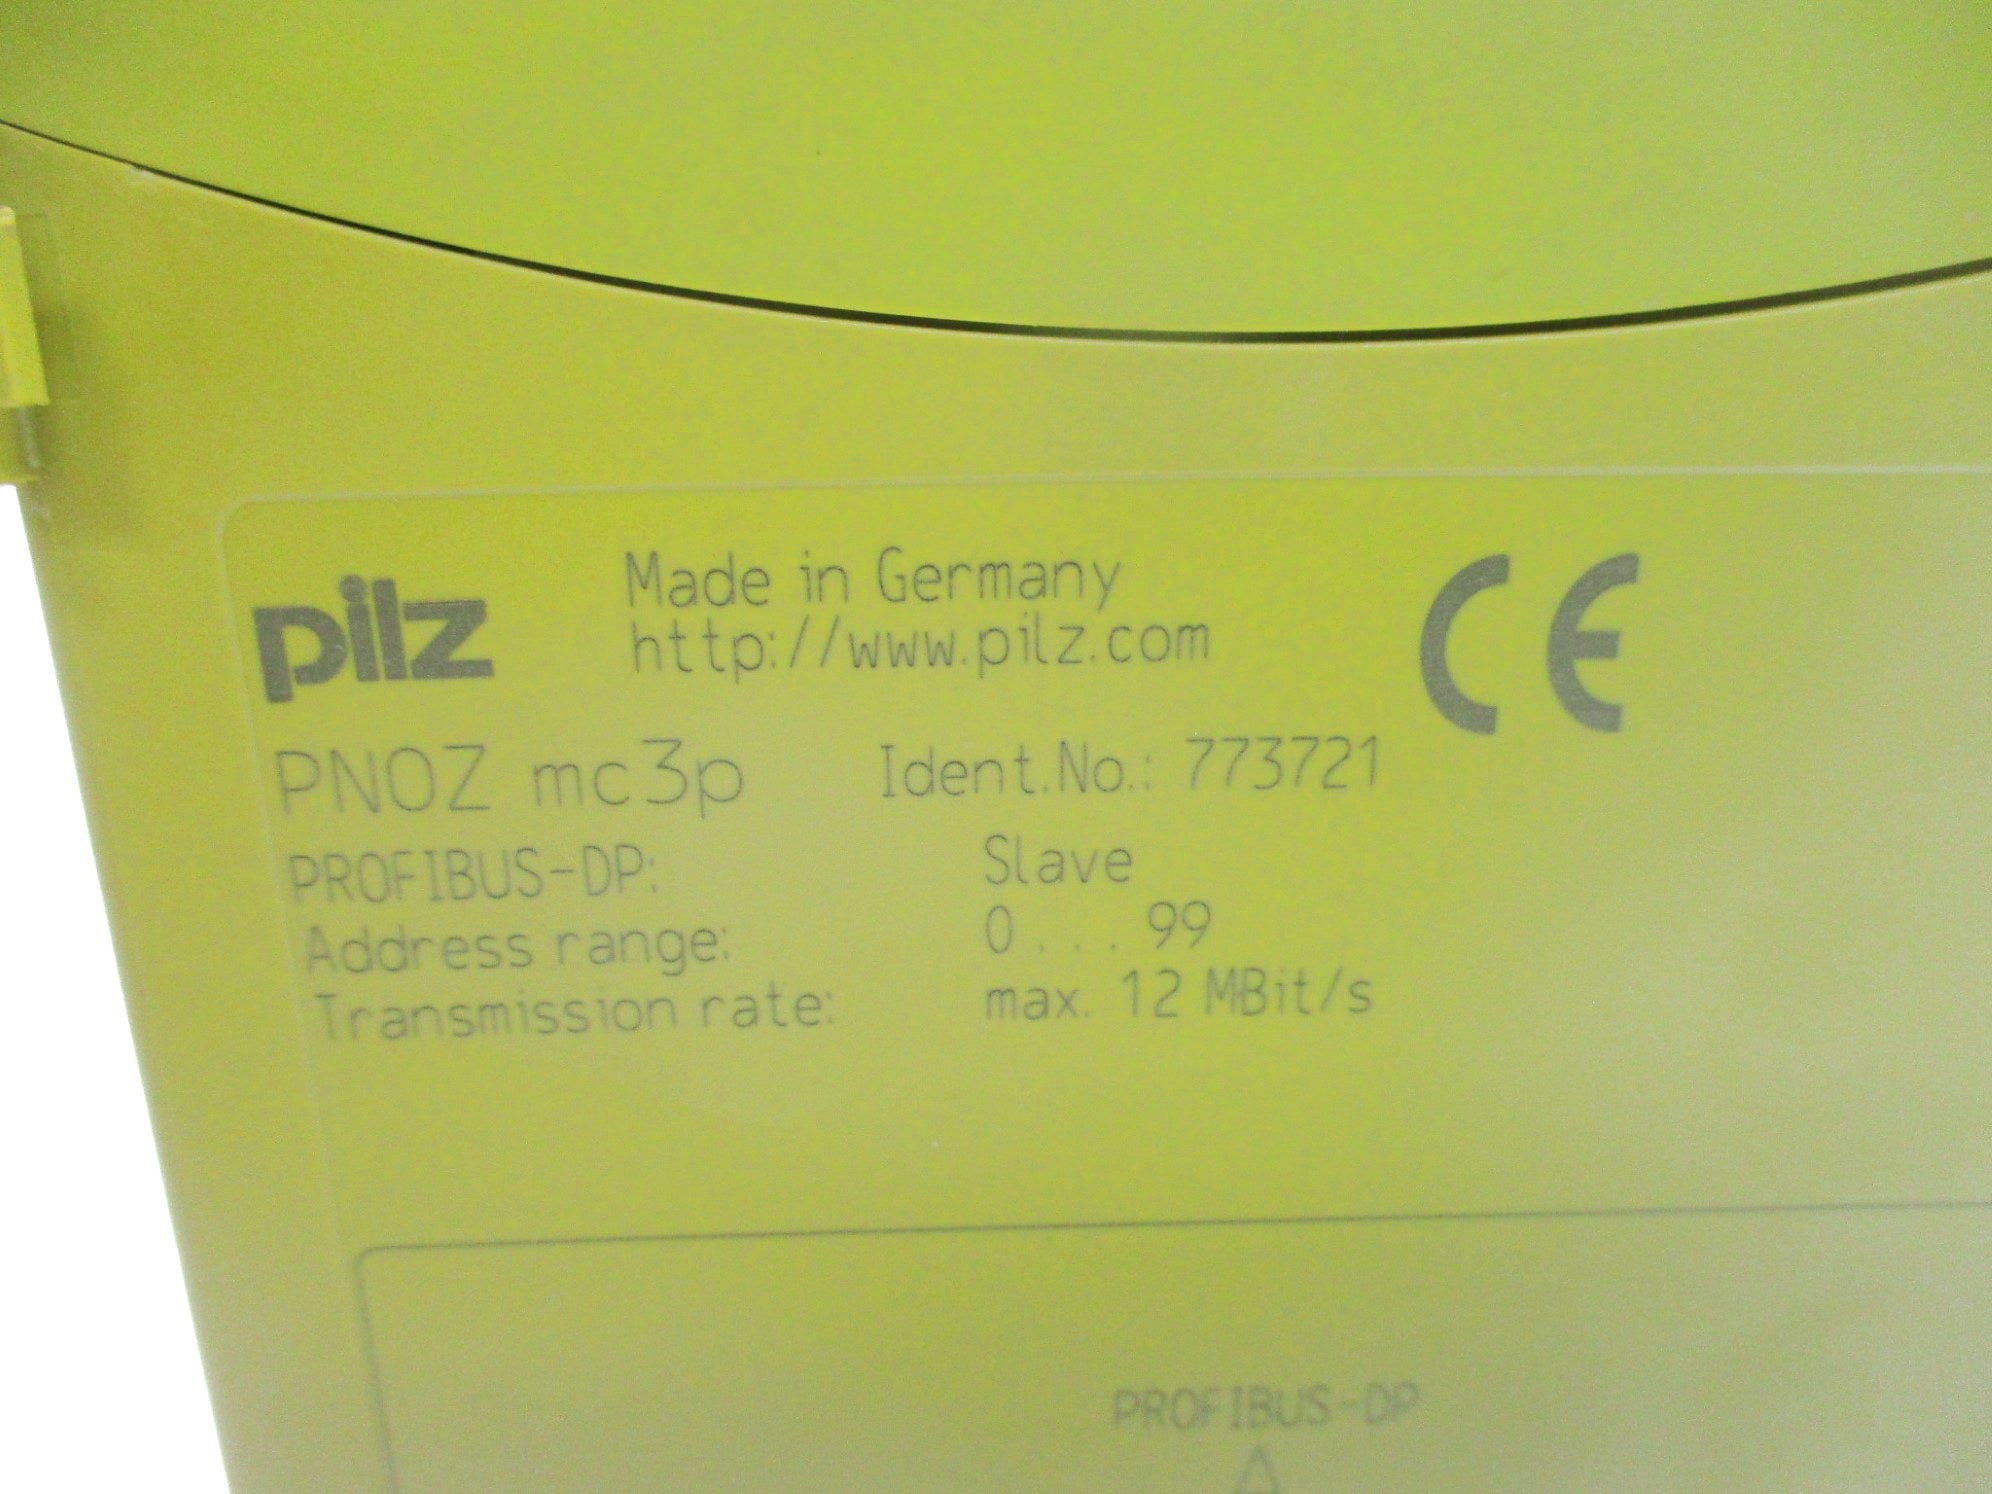 pilz
Made in Germany
http://www.pilz.com
CE
PNOZ mc3p Ident.No.: 773721
PROFIBUS-DP: Slave
Address range: 0...99
Transmission rate: max. 12 MBit/s
PROFIBUS-DP